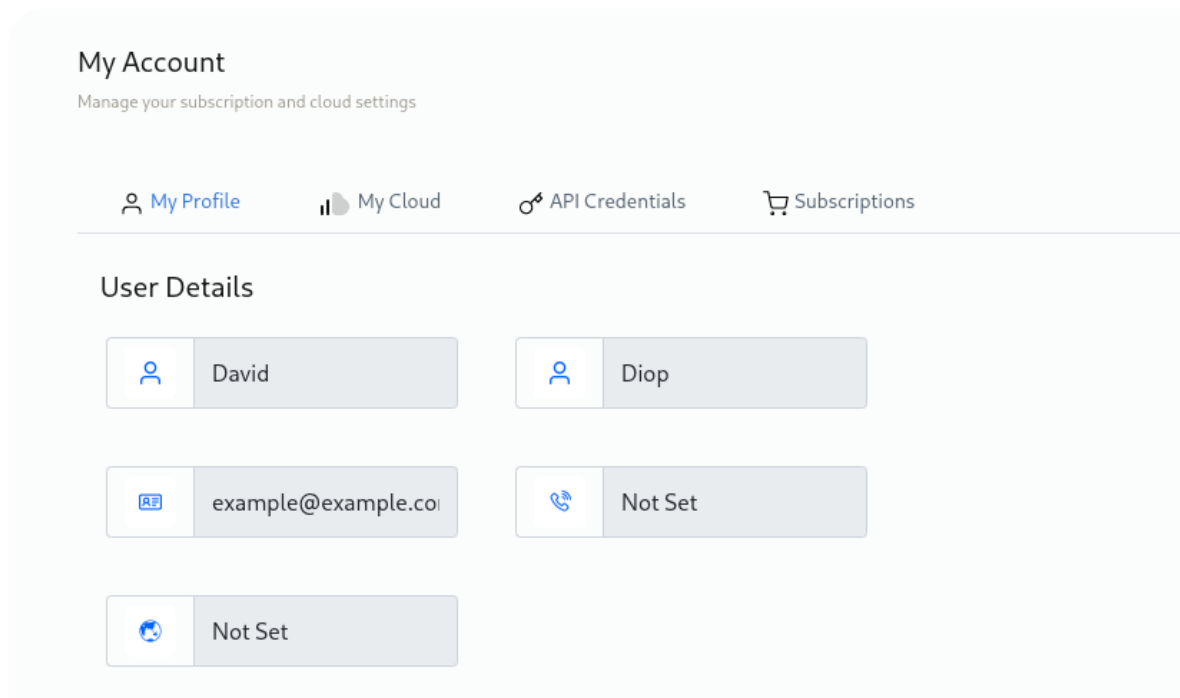 My Account
Manage your subscription and cloud settings
My Profile My Cloud API Credentials Subscriptions
User Details
David Diop
example@example.co
Not Set
Not Set